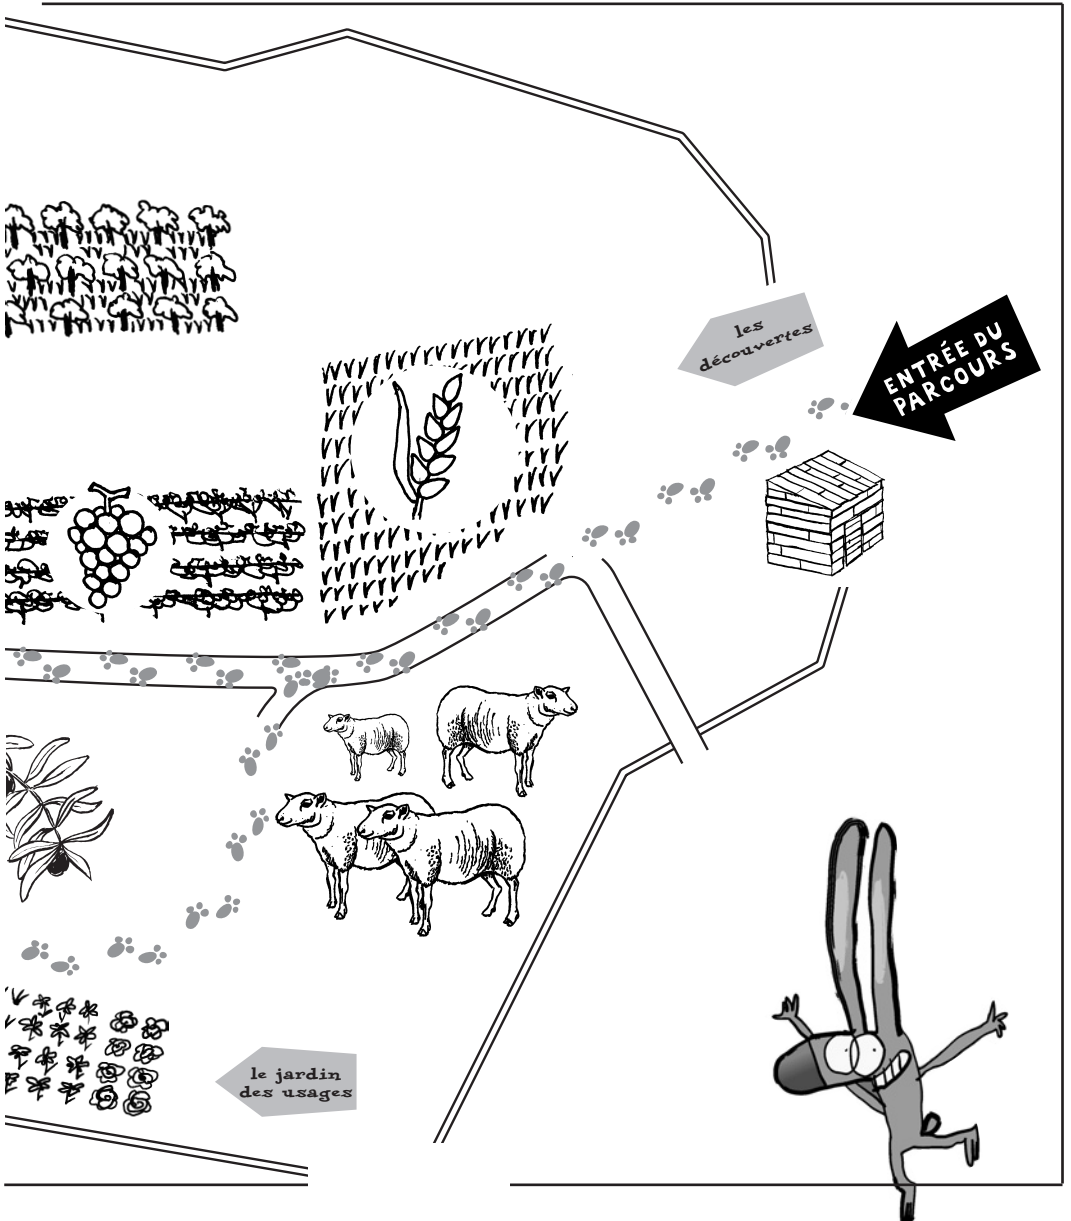 les
découvertes
ENTRÉE DU
PARCOURS
le jardin
des usages